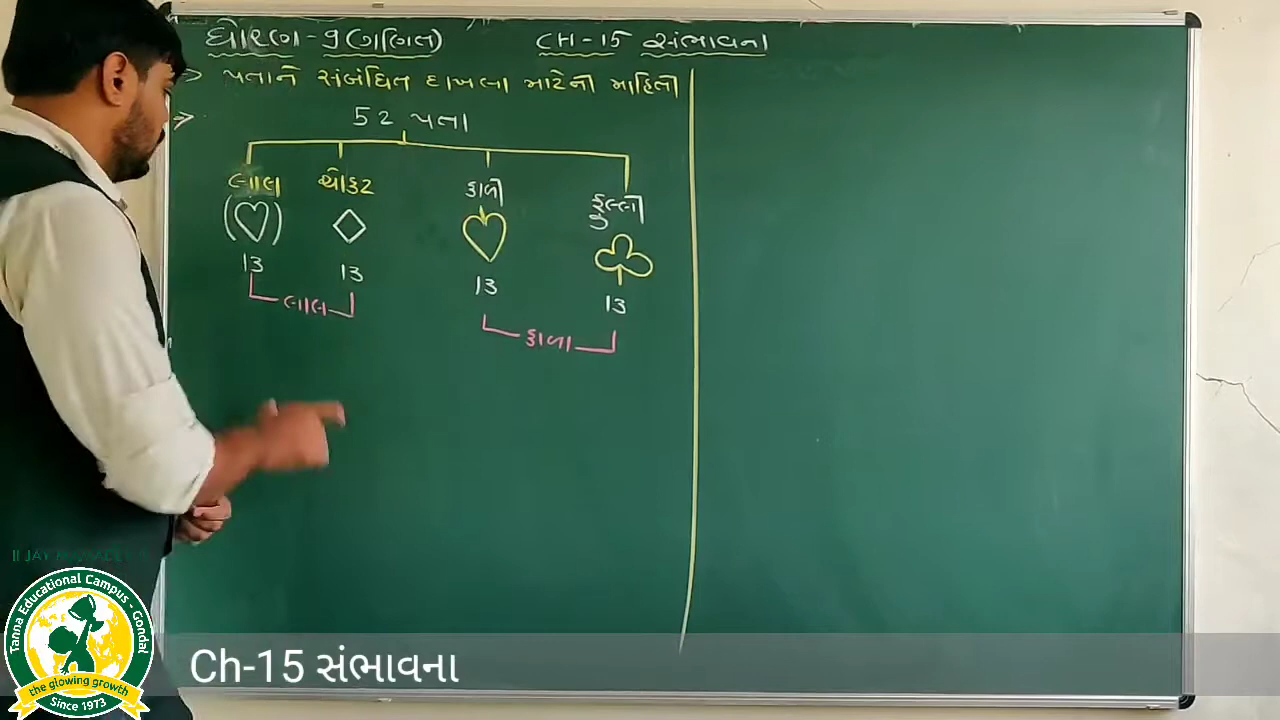 ધોરણ-9(ગણિત) CH-15 સંભાવના
> પતાને સંબંધિત દાખલા માટેની માહિતી
→ 52 પતા
લાલ ચોકટ કાળી ફુલ્લી
13 13 13 13
લાલ કાળા
Tanna Educational Campus - Gondal
the growing growth
Since 1973
Ch-15 સંભાવના